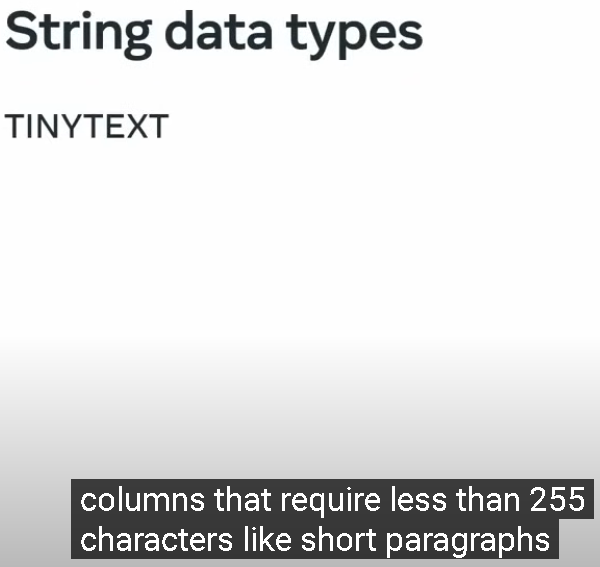 String data types
TINYTEXT
columns that require less than 255
characters like short paragraphs